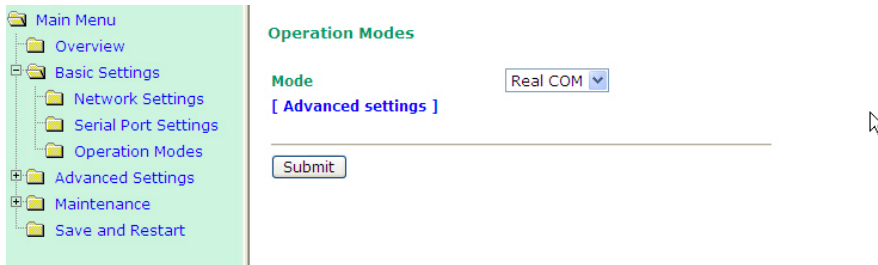 Main Menu
Overview
Basic Settings
Network Settings
Serial Port Settings
Operation Modes
Advanced Settings
Maintenance
Save and Restart
Operation Modes
Mode Real COM
[ Advanced settings ]
Submit